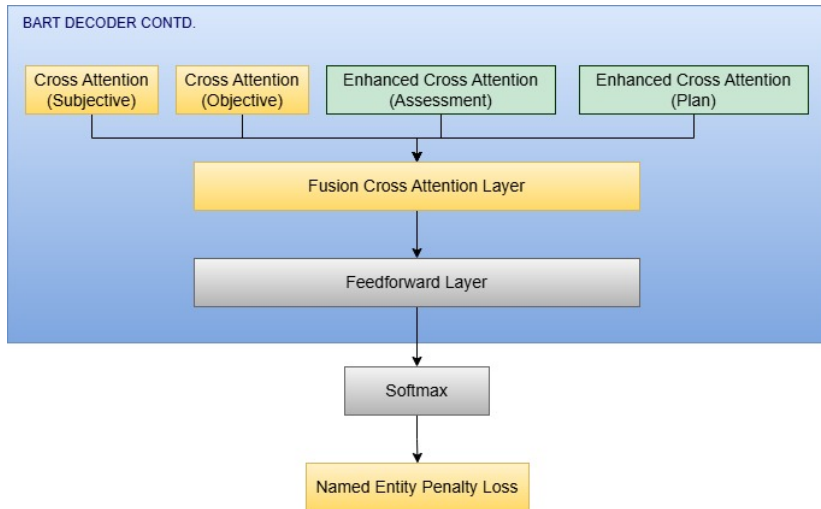 BART DECODER CONTD.
Cross Attention
(Subjective)
Cross Attention
(Objective)
Enhanced Cross Attention
(Assessment)
Enhanced Cross Attention
(Plan)
Fusion Cross Attention Layer
Feedforward Layer
Softmax
Named Entity Penalty Loss